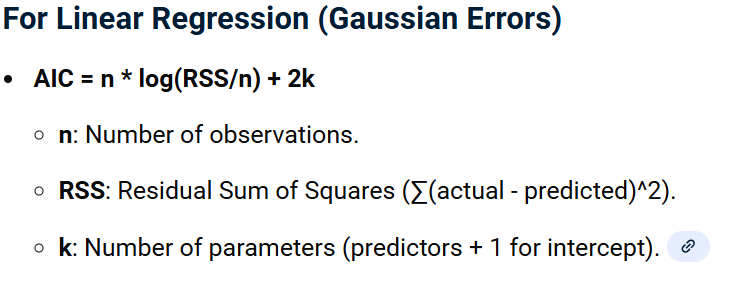 For Linear Regression (Gaussian Errors)
AIC = n * log(RSS/n) + 2k
n: Number of observations.
RSS: Residual Sum of Squares (∑(actual - predicted)^2).
k: Number of parameters (predictors + 1 for intercept).